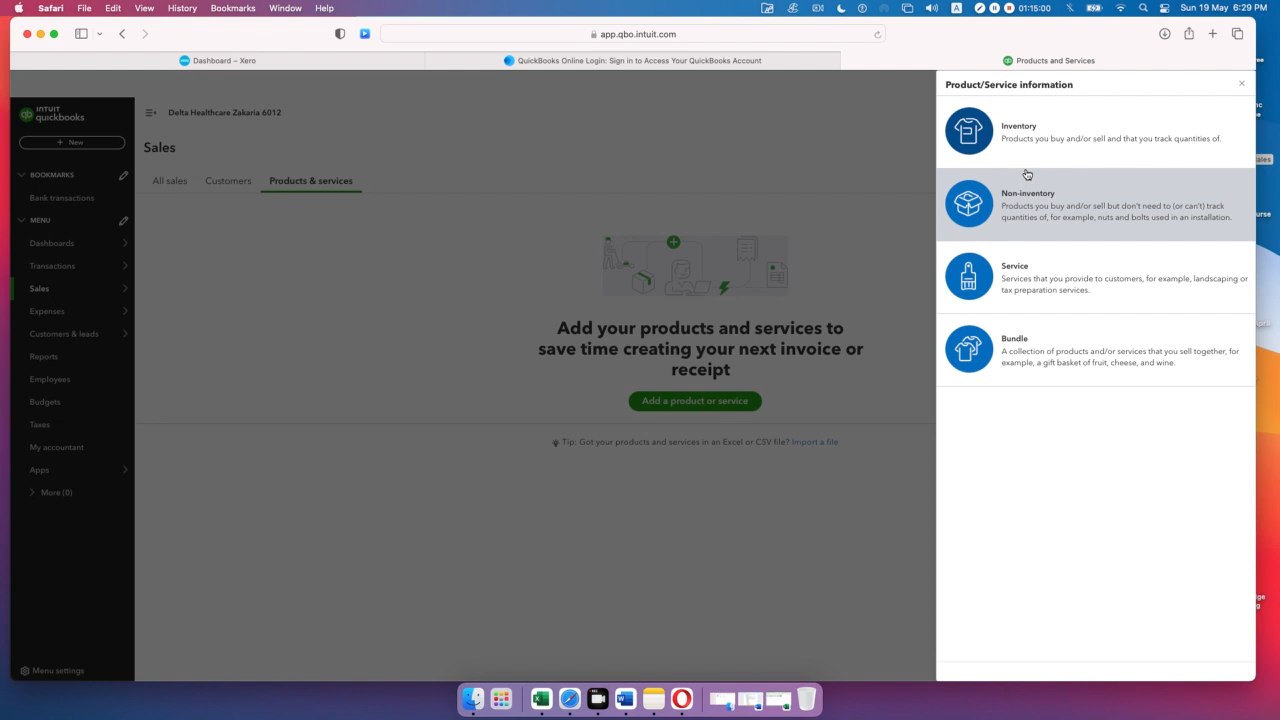 Safari File Edit View History Bookmarks Window Help
A
01:15:00
Sun 19 May 6:29 PM
app.qbo.intuit.com
Dashboard – Xero
QuickBooks Online Login: Sign in to Access Your QuickBooks Account
Products and Services
INTUIT
quickbooks
+ New
BOOKMARKS
Bank transactions
MENU
Dashboards
Transactions
Sales
Expenses
Customers & leads
Reports
Employees
Budgets
Taxes
My accountant
Apps
More (0)
Menu settings
Delta Healthcare Zakaria 6012
Sales
All sales Customers Products & services
Add your products and services to
save time creating your next invoice or
receipt
Add a product or service
Tip: Got your products and services in an Excel or CSV file? Import a file
Product/Service information
Inventory
Products you buy and/or sell and that you track quantities of.
Non-inventory
Products you buy and/or sell but don't need to (or can't) track
quantities of, for example, nuts and bolts used in an installation.
Service
Services that you provide to customers, for example, landscaping or
tax preparation services.
Bundle
A collection of products and/or services that you sell together, for
example, a gift basket of fruit, cheese, and wine.